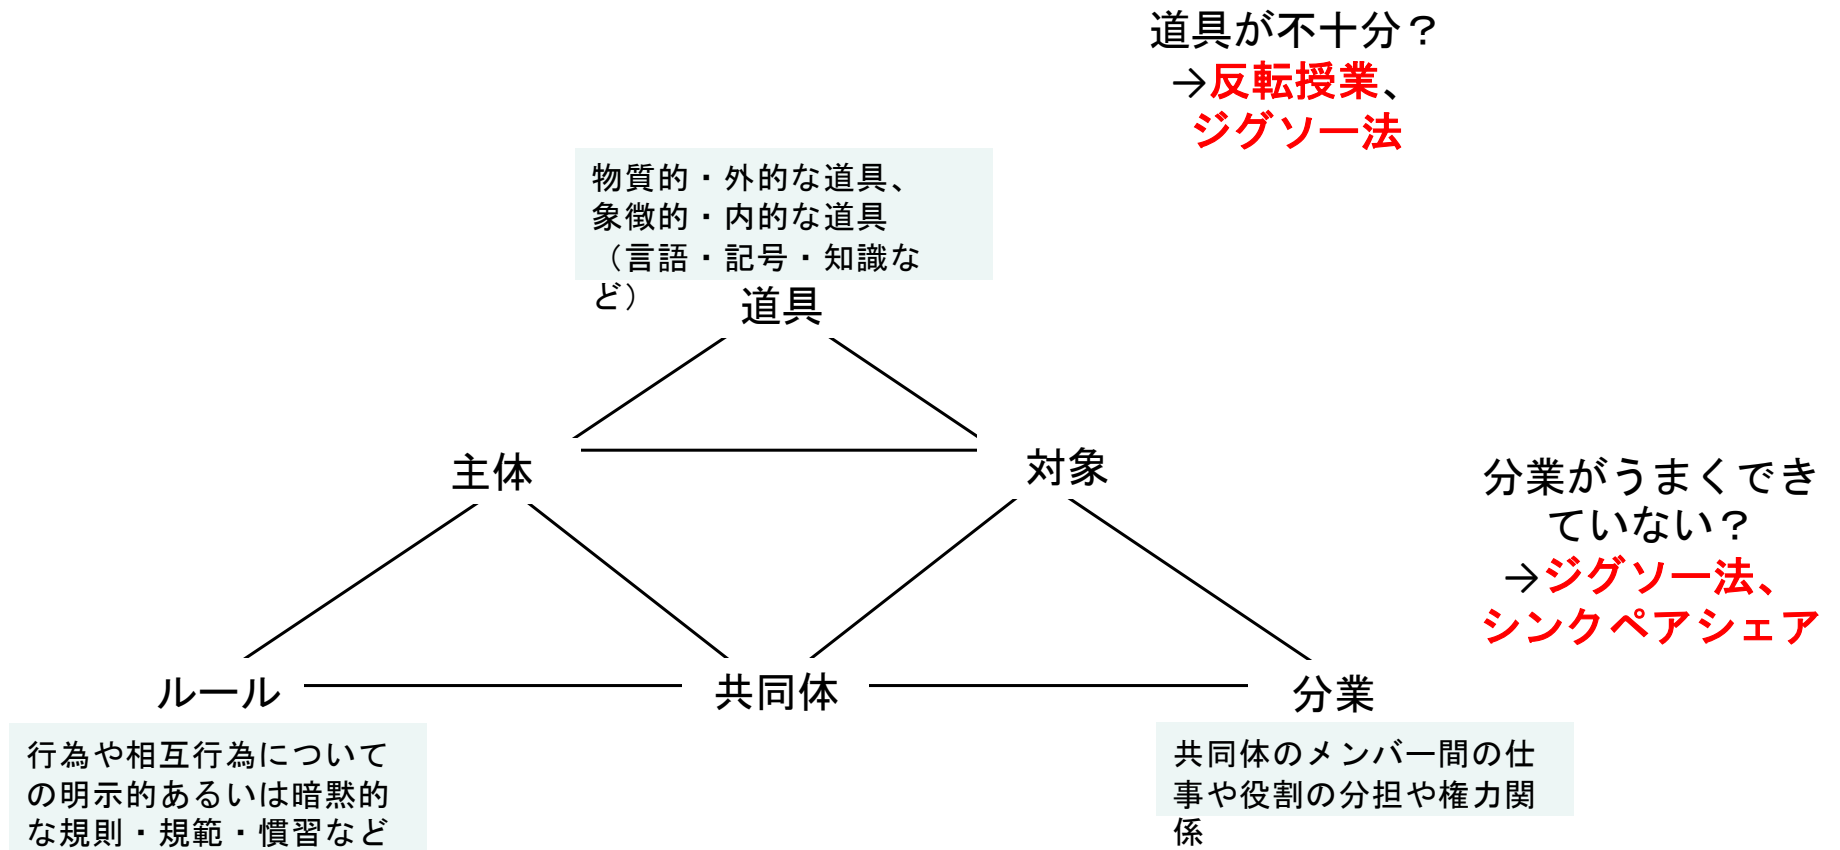 道具が不十分？
→反転授業、
ジグソー法
物質的・外的な道具、
象徴的・内的な道具
（言語・記号・知識な
ど）
道具
主体
対象
分業がうまくでき
ていない？
→ジグソー法、
シンクペアシェア
ルール
共同体
分業
行為や相互行為について
の明示的あるいは暗黙的
な規則・規範・慣習など
共同体のメンバー間の仕
事や役割の分担や権力関
係